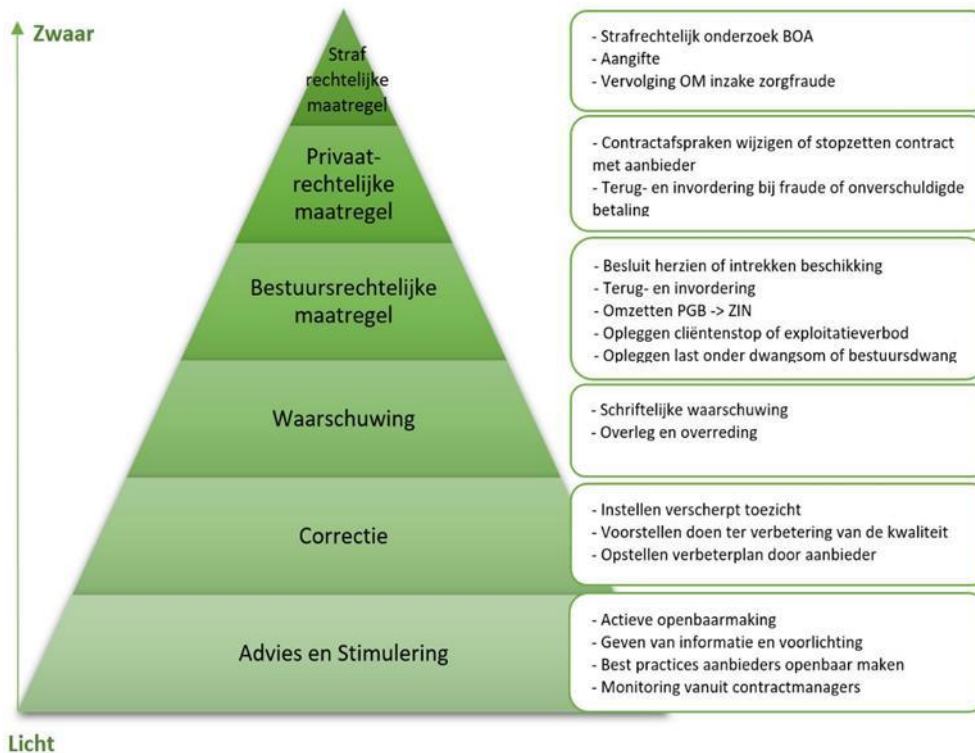 Zwaar
Straf
rechtelijke
maatregel
- Strafrechtelijk onderzoek BOA
- Aangifte
- Vervolging OM inzake zorgfraude
Privaat-
rechtelijke
maatregel
- Contractafspraken wijzigen of stopzetten contract
met aanbieder
- Terug- en invordering bij fraude of onverschuldigde
betaling
Bestuursrechtelijke
maatregel
- Besluit herzien of intrekken beschikking
- Terug- en invordering
- Omzetten PGB -> ZIN
- Opleggen cliëntenstop of exploitatieverbod
- Opleggen last onder dwangsom of bestuursdwang
Waarschuwing
- Schriftelijke waarschuwing
- Overleg en overreding
Correctie
- Instellen verscherpt toezicht
- Voorstellen doen ter verbetering van de kwaliteit
- Opstellen verbeterplan door aanbieder
Advies en Stimulering
- Actieve openbaarmaking
- Geven van informatie en voorlichting
- Best practices aanbieders openbaar maken
- Monitoring vanuit contractmanagers
Licht